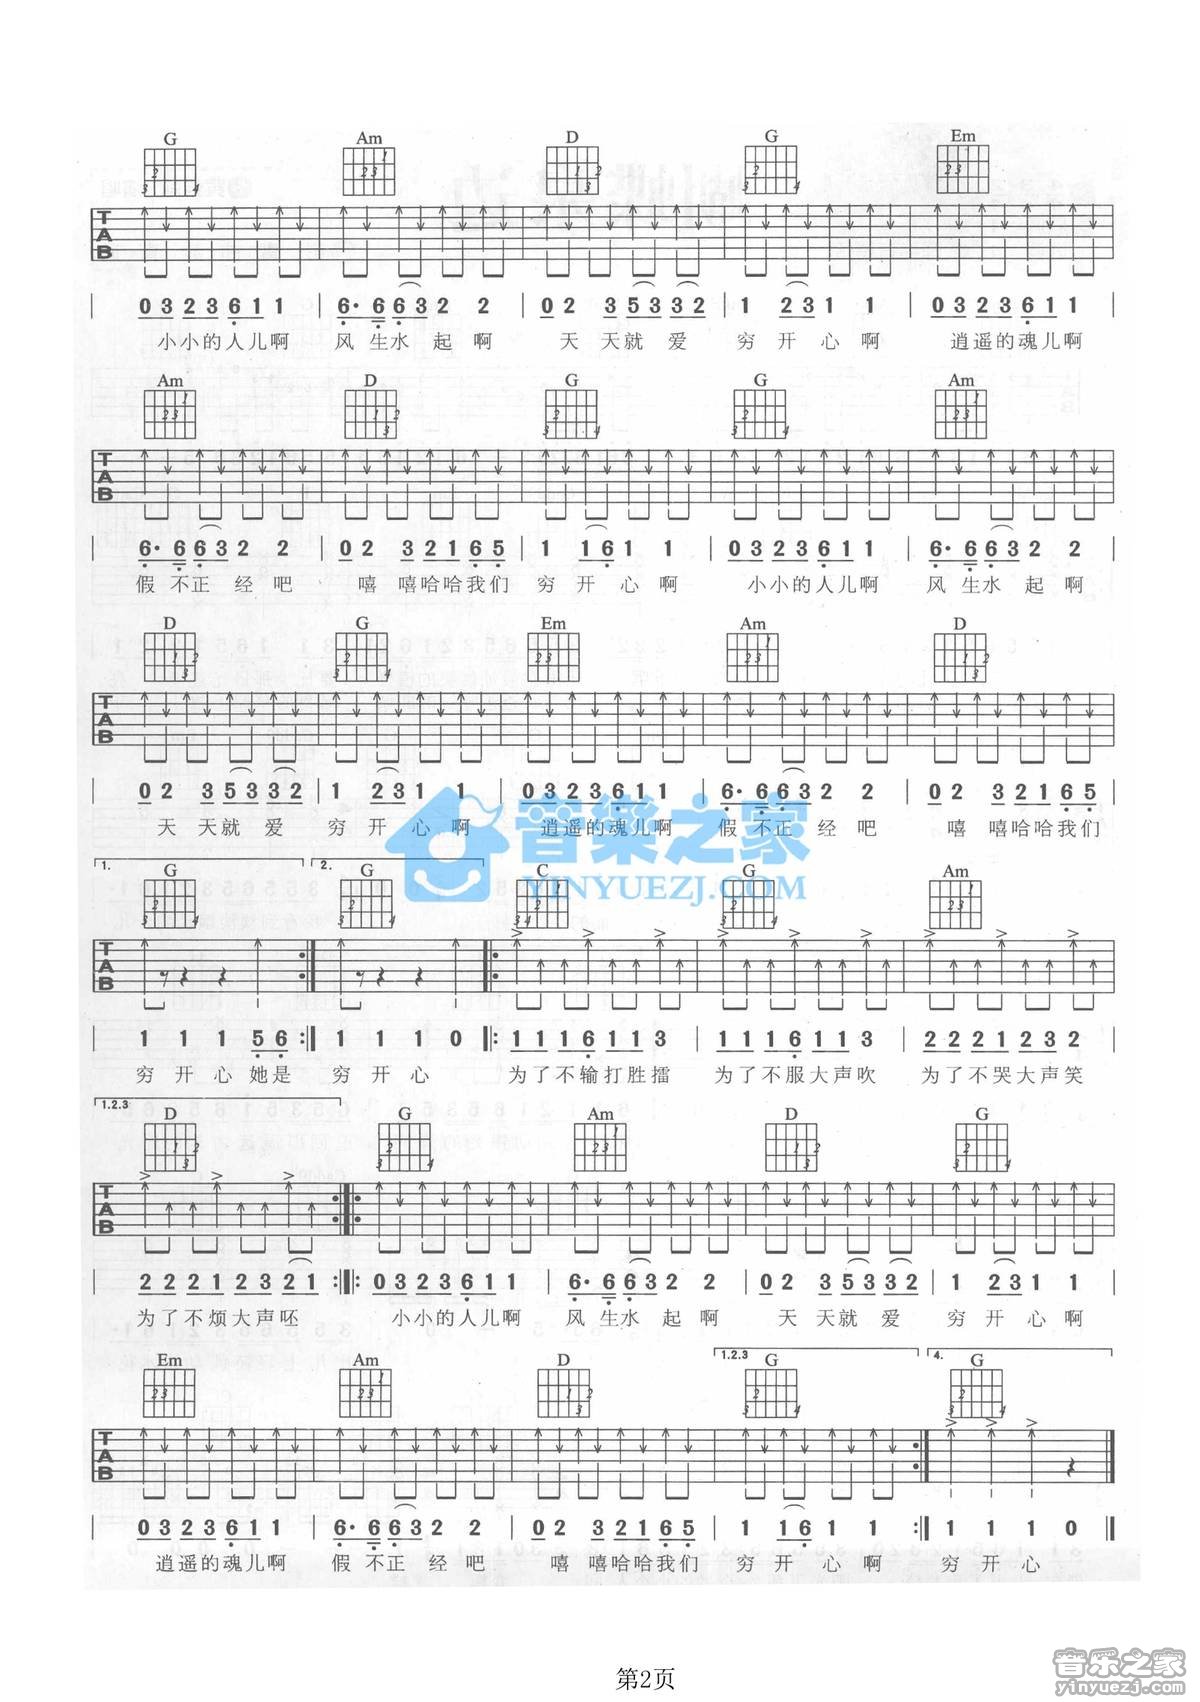 G Am D G Em
T A B
0 3 2 3 6 1 1 | 6· 6 6 3 2 2 | 0 2 3 5 3 3 2 | 1 2 3 1 1 | 0 3 2 3 6 1 1
小小的人儿啊 风生水起啊 天天就爱 穷开心啊 逍遥的魂儿啊
Am D G G Am
T A B
6· 6 6 3 2 2 | 0 2 3 2 1 6 5 | 1 1 6 1 1 | 0 3 2 3 6 1 1 | 6· 6 6 3 2 2
假不正经吧 嘻嘻哈哈我们 穷开心啊 小小的人儿啊 风生水起啊
D G Em Am D
T A B
0 2 3 5 3 3 2 | 1 2 3 1 1 | 0 3 2 3 6 1 1 | 6· 6 6 3 2 2 | 0 2 3 2 1 6 5
天天就爱 穷开心啊 逍遥的魂儿啊 假不正经吧 嘻嘻哈哈我们
音樂之家
YINYUEZJ.COM
1. G 2. G C G Am
T A B
1 1 1 5 6 :| 1 1 1 0 |: 1 1 1 6 1 1 3 | 1 1 1 6 1 1 3 | 2 2 2 1 2 3 2
穷开心她是 穷开心 为了不输打胜擂 为了不服大声吹 为了不哭大声笑
1.2.3
D G Am D G
T A B
2 2 2 1 2 3 2 1 :|: 0 3 2 3 6 1 1 | 6· 6 6 3 2 2 | 0 2 3 5 3 3 2 | 1 2 3 1 1
为了不烦大声呸 小小的人儿啊 风生水起啊 天天就爱 穷开心啊
Em Am D 1.2.3 G 4. G
T A B
0 3 2 3 6 1 1 | 6· 6 6 3 2 2 | 0 2 3 2 1 6 5 | 1 1 6 1 1 :| 1 1 1 0
逍遥的魂儿啊 假不正经吧 嘻嘻哈哈我们 穷开心啊 穷开心
第2页
音乐之家
yinyuezj.com